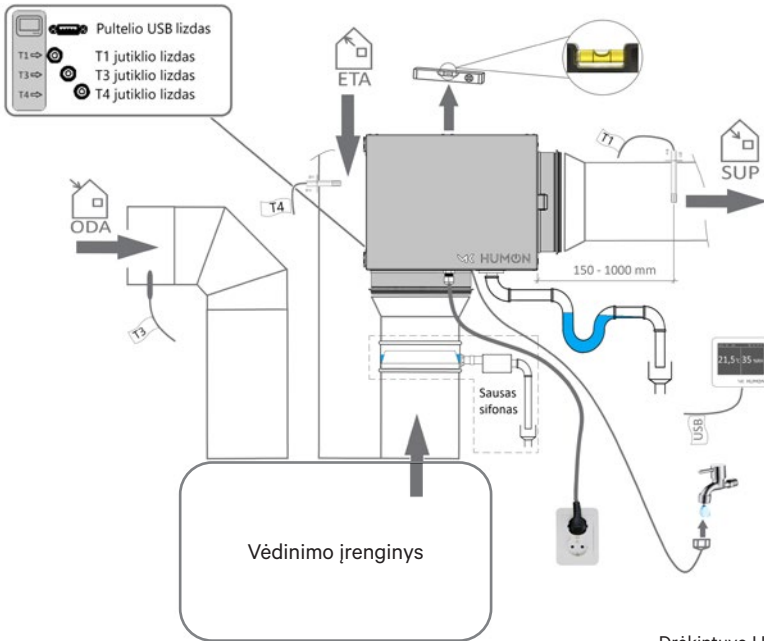 Pultelio USB lizdas
T1 T1 jutiklio lizdas
T3 T3 jutiklio lizdas
T4 T4 jutiklio lizdas
ETA
T1
SUP
T4
ODA
HUMON
150 - 1000 mm
T3
21,5 35
HUMON
Sausas
sifonas
USB
Vėdinimo įrenginys